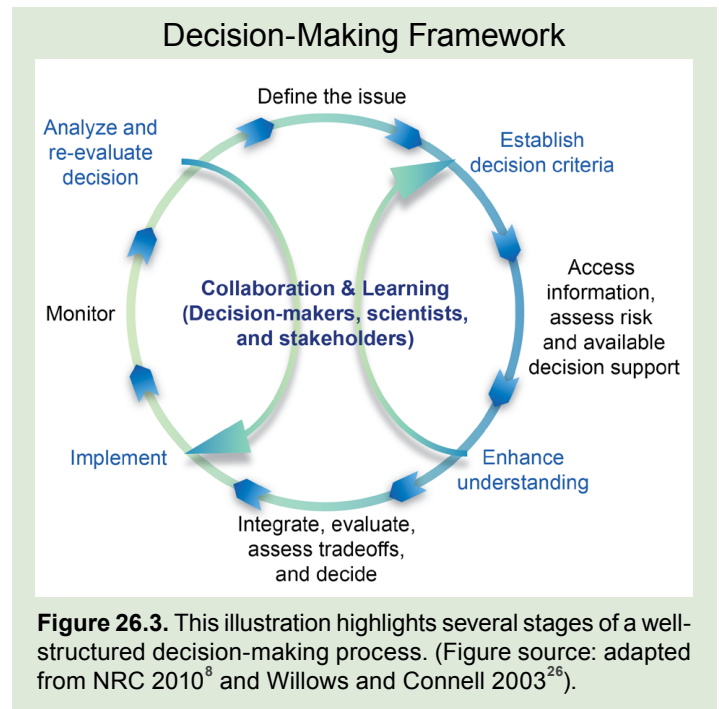 Decision-Making Framework
Define the issue
Analyze and
re-evaluate
decision
Establish
decision criteria
Access
information,
assess risk
and available
decision support
Collaboration & Learning
(Decision-makers, scientists,
and stakeholders)
Monitor
Implement
Enhance
understanding
Integrate, evaluate,
assess tradeoffs,
and decide
Figure 26.3. This illustration highlights several stages of a well-
structured decision-making process. (Figure source: adapted
from NRC 2010⁸ and Willows and Connell 2003²⁶).